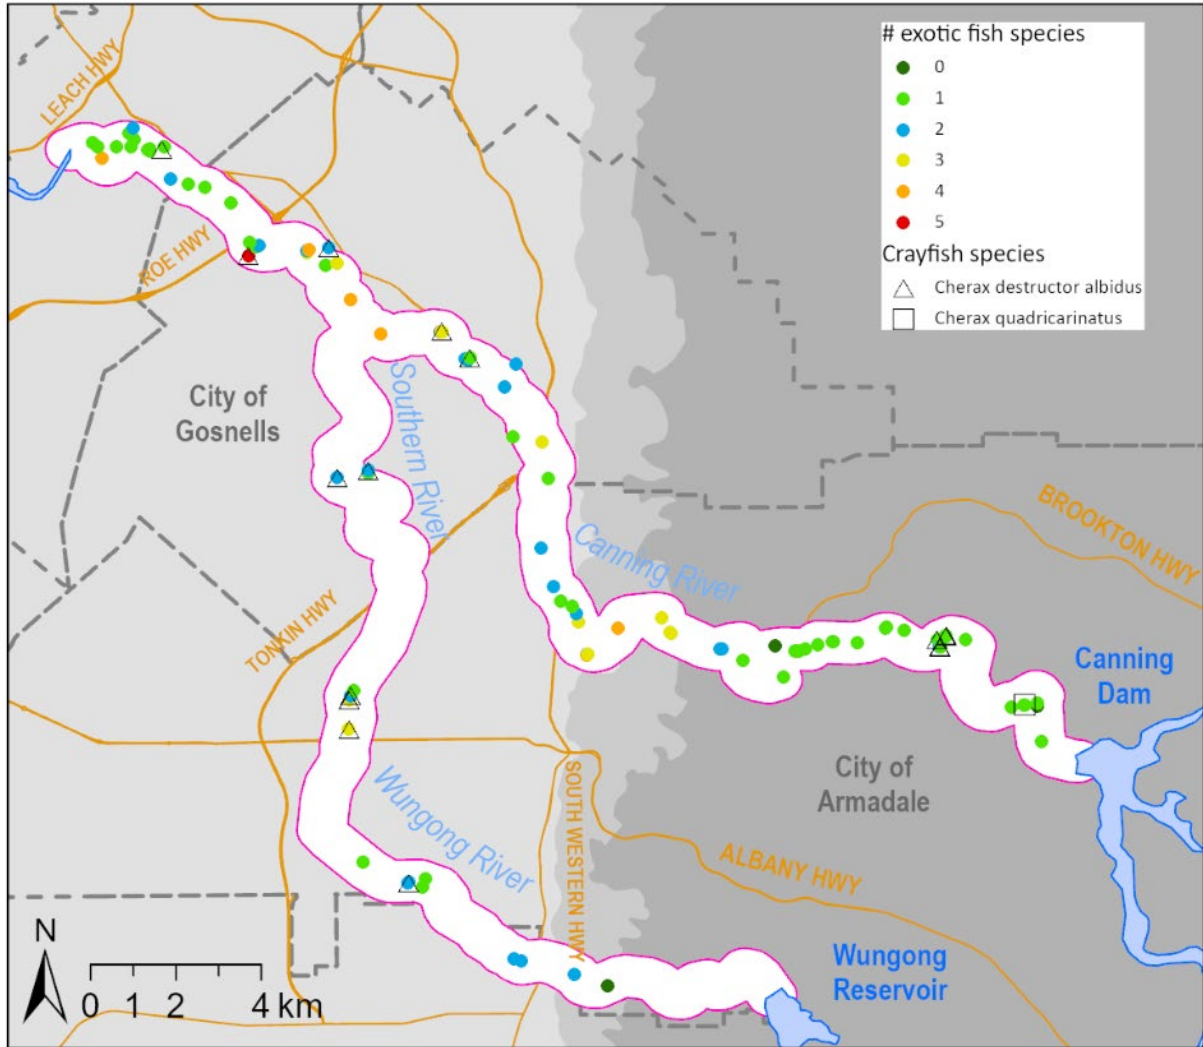 # exotic fish species
0
1
2
3
4
5
Crayfish species
Cherax destructor albidus
Cherax quadricarinatus
LEACH HWY
ROE HWY
City of
Gosnells
Southern River
Canning River
BROOKTON HWY
TONKIN HWY
Canning
Dam
City of
Armadale
Wungong River
SOUTH WESTERN HWY
ALBANY HWY
Wungong
Reservoir
N
0 1 2 4 km